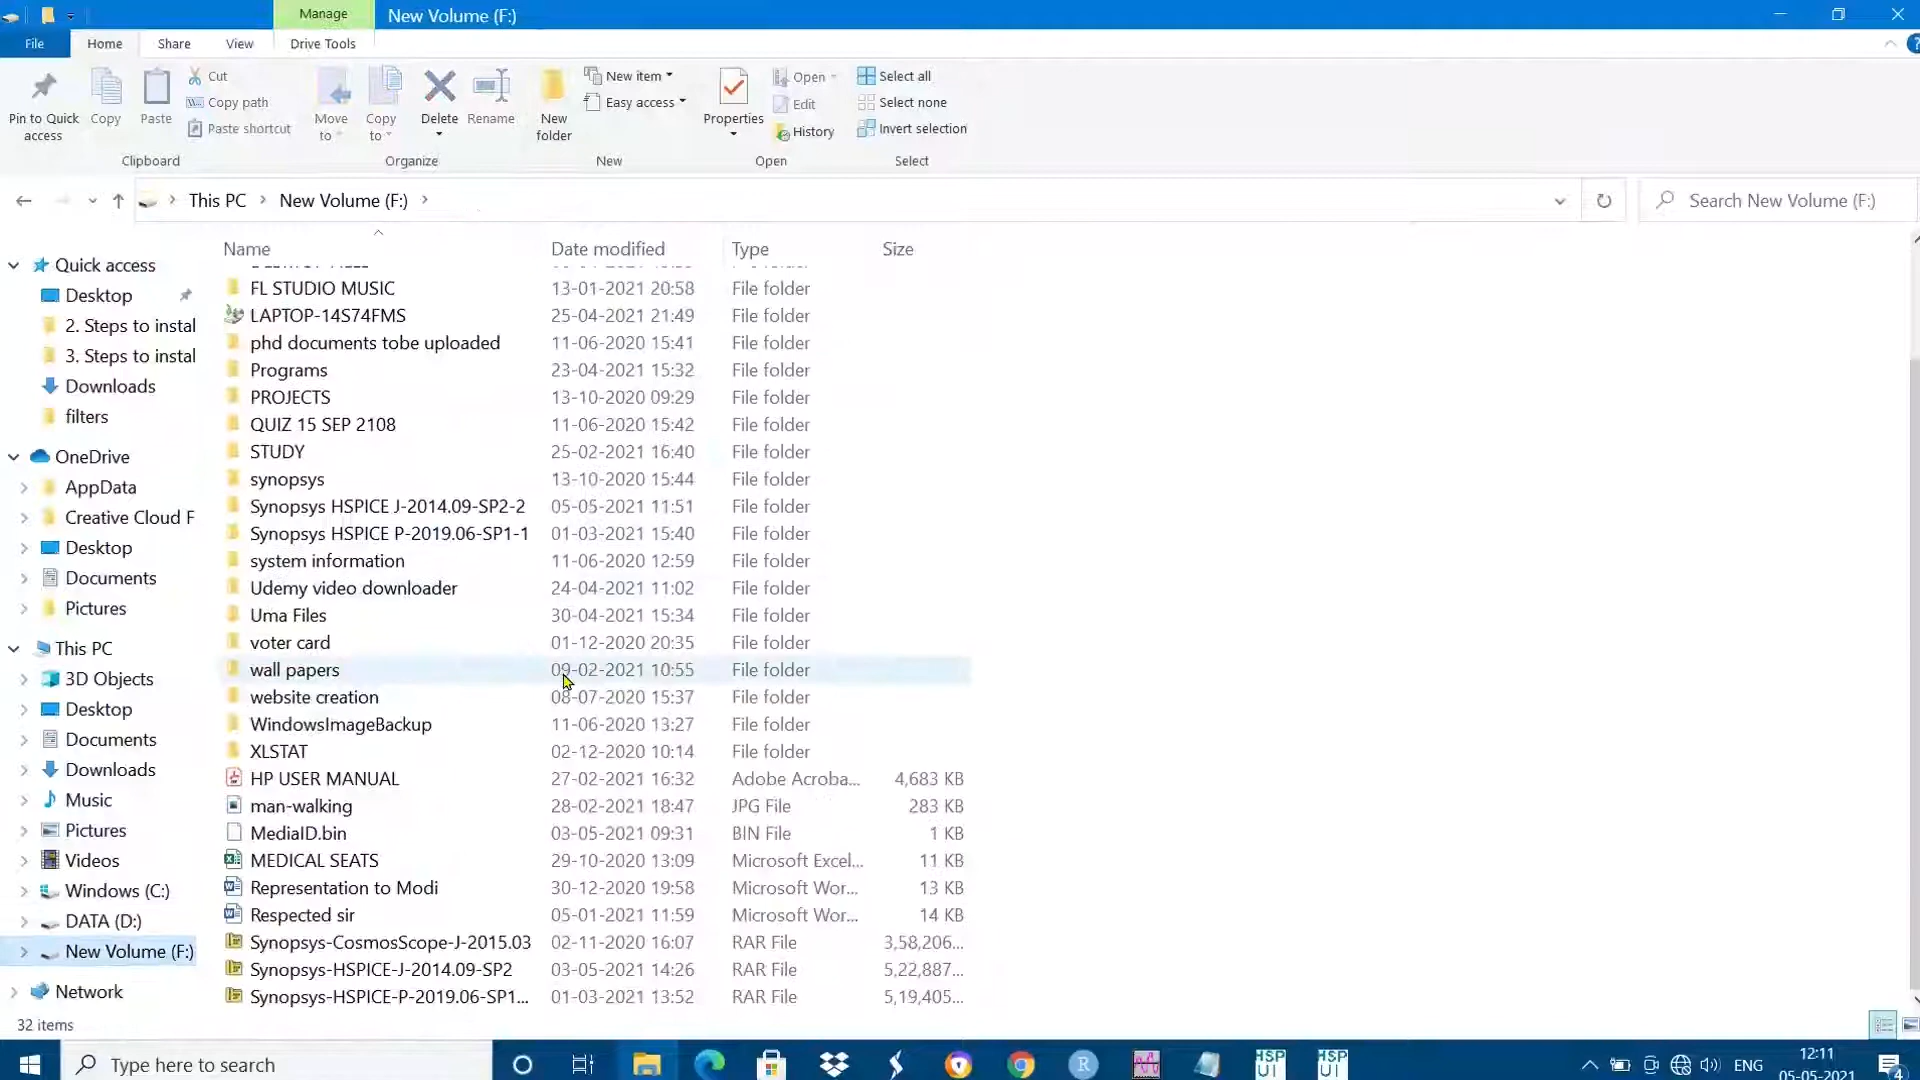 Manage
New Volume (F:)
File
Home
Share
View
Drive Tools
Pin to Quick access
Copy
Paste
Cut
Copy path
Paste shortcut
Clipboard
Move to
Copy to
Delete
Rename
Organize
New folder
New item
Easy access
New
Properties
Open
Edit
History
Open
Select all
Select none
Invert selection
Select
This PC > New Volume (F:) >
Search New Volume (F:)
Name Date modified Type Size
FL STUDIO MUSIC 13-01-2021 20:58 File folder
LAPTOP-14S74FMS 25-04-2021 21:49 File folder
phd documents tobe uploaded 11-06-2020 15:41 File folder
Programs 23-04-2021 15:32 File folder
PROJECTS 13-10-2020 09:29 File folder
QUIZ 15 SEP 2108 11-06-2020 15:42 File folder
STUDY 25-02-2021 16:40 File folder
synopsys 13-10-2020 15:44 File folder
Synopsys HSPICE J-2014.09-SP2-2 05-05-2021 11:51 File folder
Synopsys HSPICE P-2019.06-SP1-1 01-03-2021 15:40 File folder
system information 11-06-2020 12:59 File folder
Udemy video downloader 24-04-2021 11:02 File folder
Uma Files 30-04-2021 15:34 File folder
voter card 01-12-2020 20:35 File folder
wall papers 09-02-2021 10:55 File folder
website creation 08-07-2020 15:37 File folder
WindowsImageBackup 11-06-2020 13:27 File folder
XLSTAT 02-12-2020 10:14 File folder
HP USER MANUAL 27-02-2021 16:32 Adobe Acroba... 4,683 KB
man-walking 28-02-2021 18:47 JPG File 283 KB
MediaID.bin 03-05-2021 09:31 BIN File 1 KB
MEDICAL SEATS 29-10-2020 13:09 Microsoft Excel... 11 KB
Representation to Modi 30-12-2020 19:58 Microsoft Wor... 13 KB
Respected sir 05-01-2021 11:59 Microsoft Wor... 14 KB
Synopsys-CosmosScope-J-2015.03 02-11-2020 16:07 RAR File 3,58,206...
Synopsys-HSPICE-J-2014.09-SP2 03-05-2021 14:26 RAR File 5,22,887...
Synopsys-HSPICE-P-2019.06-SP1... 01-03-2021 13:52 RAR File 5,19,405...
Quick access
Desktop
2. Steps to instal
3. Steps to instal
Downloads
filters
OneDrive
AppData
Creative Cloud F
Desktop
Documents
Pictures
This PC
3D Objects
Desktop
Documents
Downloads
Music
Pictures
Videos
Windows (C:)
DATA (D:)
New Volume (F:)
Network
32 items
Type here to search
R
HSP UI
HSP UI
ENG
12:11
05-05-2021
4